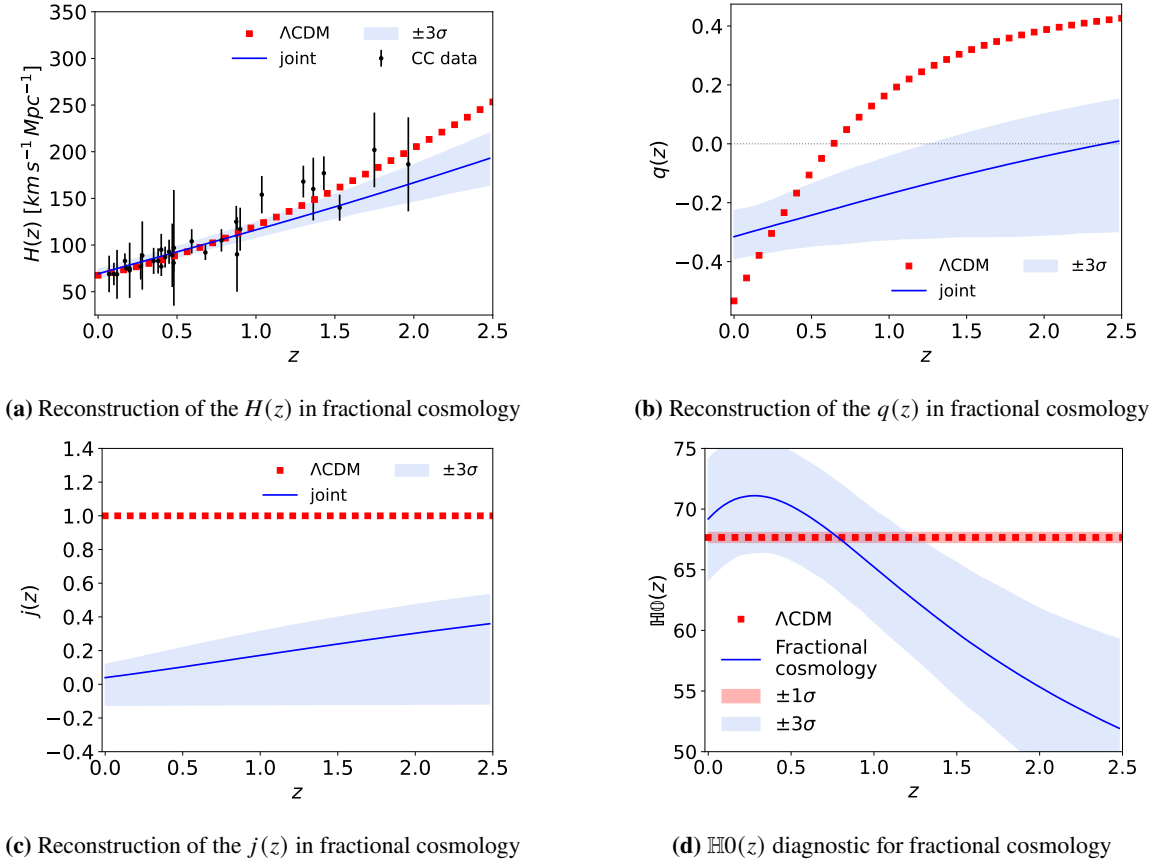 350
300
250
200
150
100
50
H(z) [km s⁻¹ Mpc⁻¹]
ΛCDM
joint
±3σ
CC data
0.0 0.5 1.0 1.5 2.0 2.5
z
(a) Reconstruction of the H(z) in fractional cosmology
0.4
0.2
0.0
−0.2
−0.4
q(z)
ΛCDM
joint
±3σ
0.0 0.5 1.0 1.5 2.0 2.5
z
(b) Reconstruction of the q(z) in fractional cosmology
1.4
1.2
1.0
0.8
0.6
0.4
0.2
0.0
−0.2
−0.4
j(z)
ΛCDM
joint
±3σ
0.0 0.5 1.0 1.5 2.0 2.5
z
(c) Reconstruction of the j(z) in fractional cosmology
75
70
65
60
55
50
ℍ0(z)
ΛCDM
Fractional
cosmology
±1σ
±3σ
0.0 0.5 1.0 1.5 2.0 2.5
z
(d) ℍ0(z) diagnostic for fractional cosmology